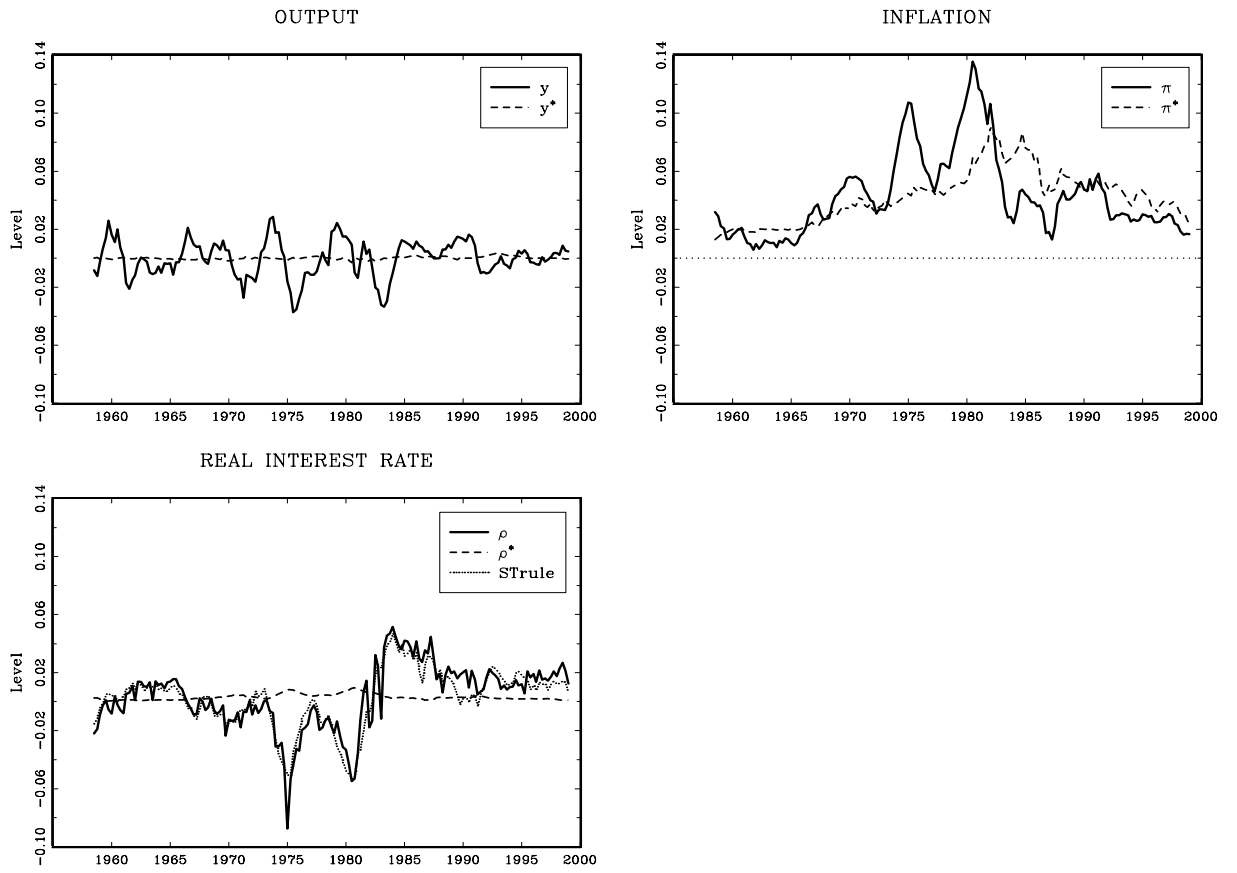 OUTPUT
Level
0.14
0.10
0.06
0.02
−0.02
−0.06
−0.10
y
y*
1960 1965 1970 1975 1980 1985 1990 1995 2000
INFLATION
Level
0.14
0.10
0.06
0.02
−0.02
−0.06
−0.10
π
π*
1960 1965 1970 1975 1980 1985 1990 1995 2000
REAL INTEREST RATE
Level
0.14
0.10
0.06
0.02
−0.02
−0.06
−0.10
ρ
ρ*
STrule
1960 1965 1970 1975 1980 1985 1990 1995 2000